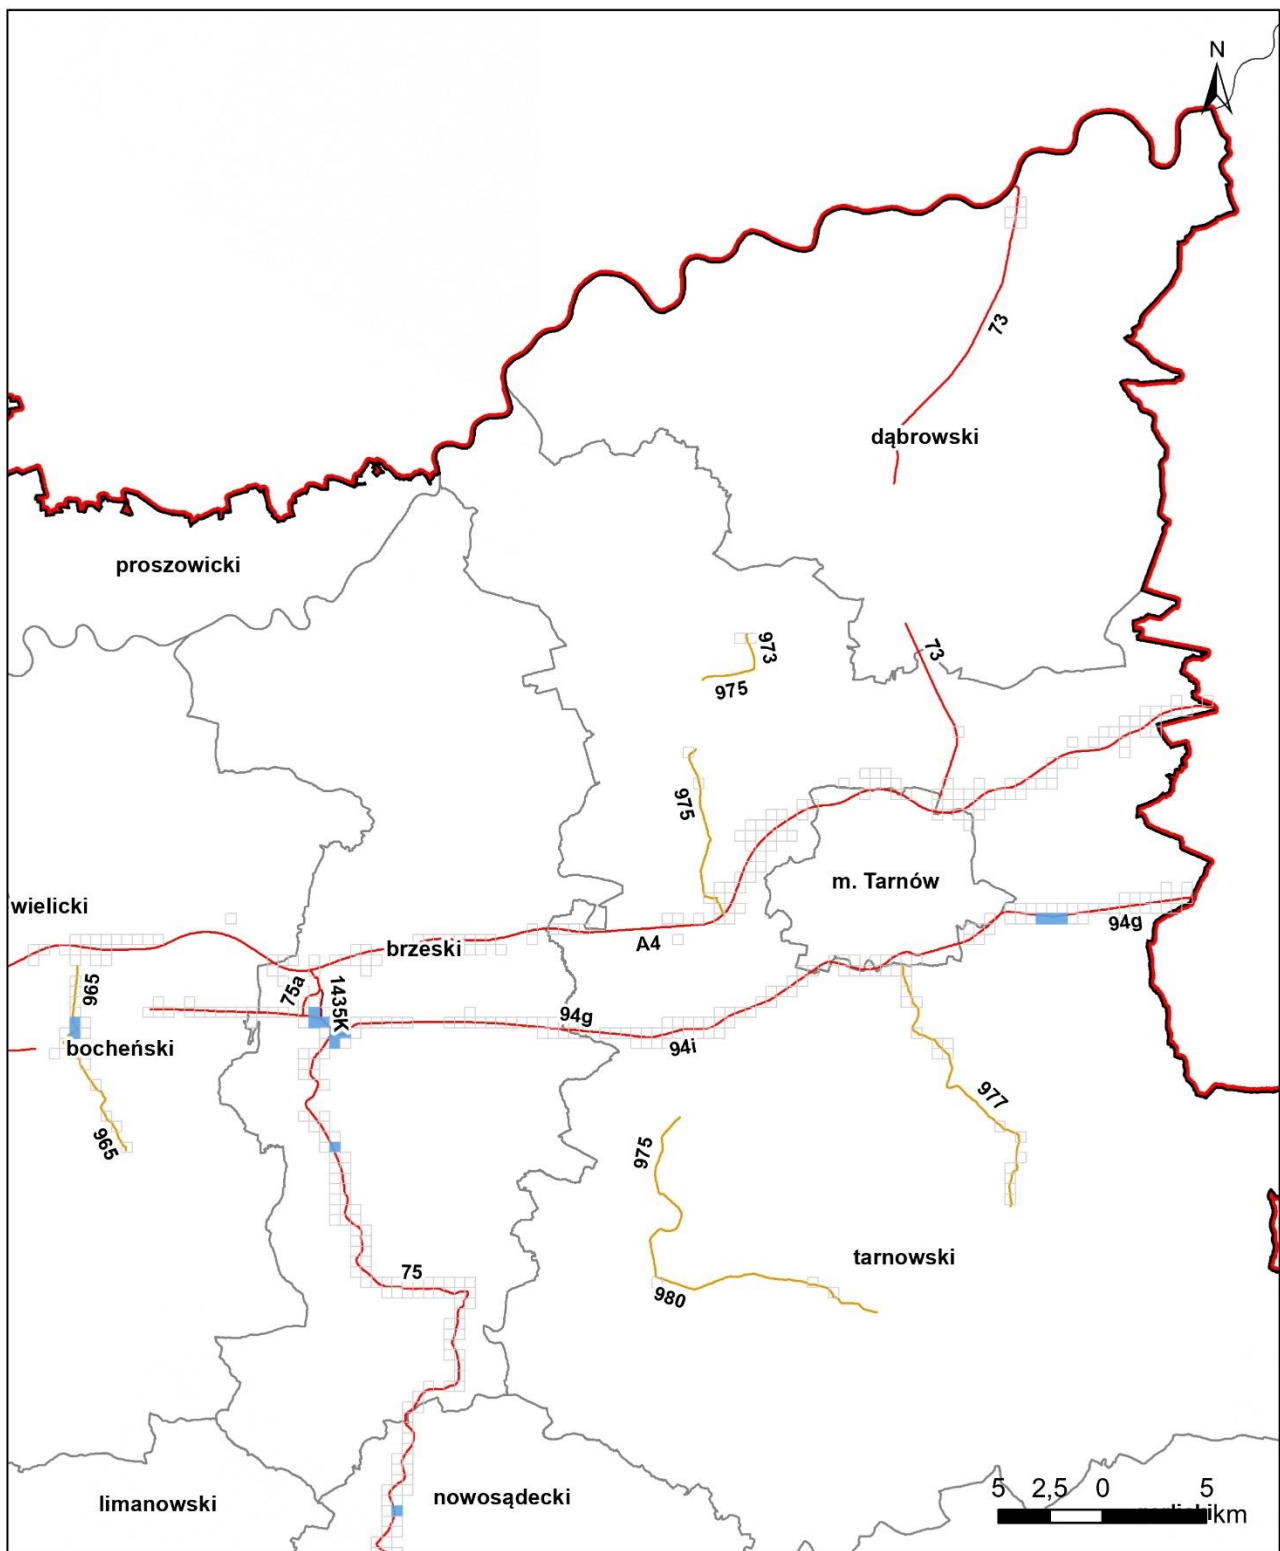 N
73
dąbrowski
proszowicki
73
973
975
975
m. Tarnów
wielicki
94g
brzeski
A4
965
75a
1435K
94g
bocheński
94i
977
965
975
tarnowski
75
980
5 2,5 0 5
limanowski
nowosądecki
km